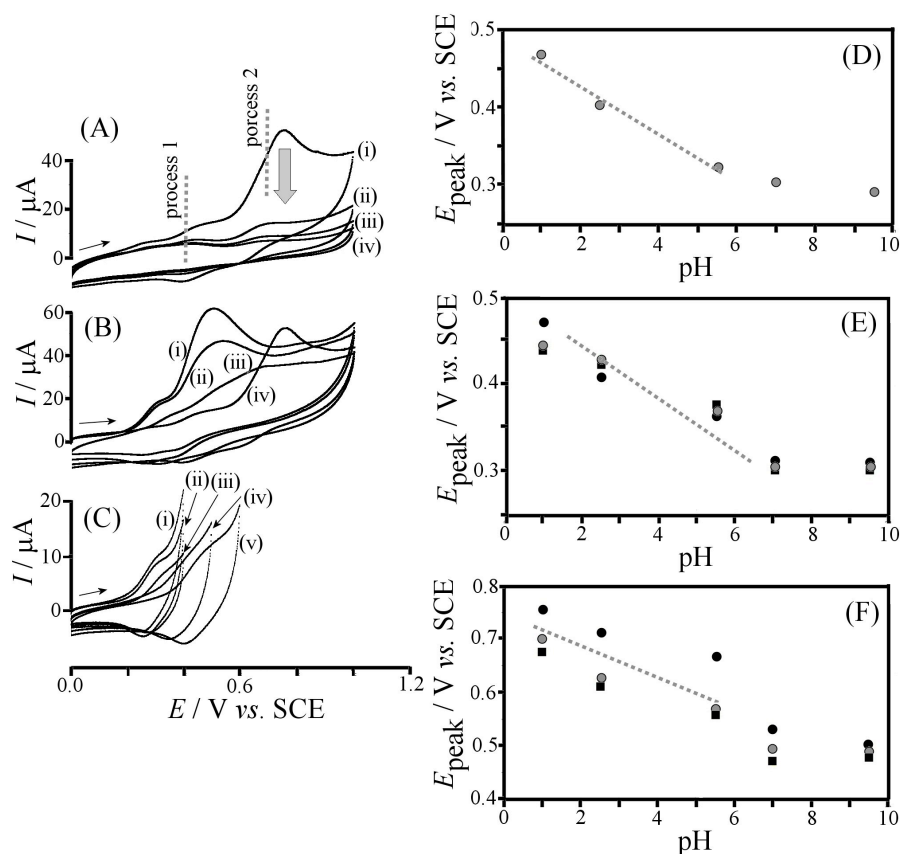 (A)
process 1
porcess 2
(i)
(ii)
(iii)
(iv)
I / μA
40
20
0
(B)
(i)
(ii)
(iii)
(iv)
I / μA
60
40
20
0
(C)
(i)
(ii)
(iii)
(iv)
(v)
I / μA
20
10
0
0.0 0.6 1.2
E / V vs. SCE
(D)
Epeak / V vs. SCE
0.5
0.4
0.3
0 2 4 6 8 10
pH
(E)
Epeak / V vs. SCE
0.5
0.4
0.3
0 2 4 6 8 10
pH
(F)
Epeak / V vs. SCE
0.8
0.7
0.6
0.5
0.4
0 2 4 6 8 10
pH